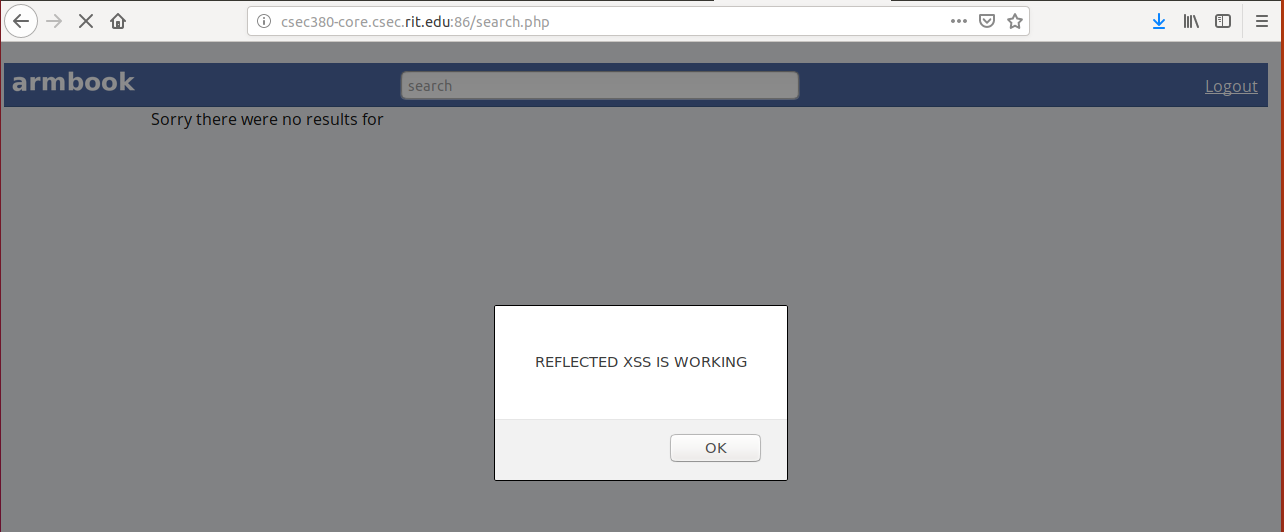 csec380-core.csec.rit.edu:86/search.php
armbook
search
Logout
Sorry there were no results for
REFLECTED XSS IS WORKING
OK